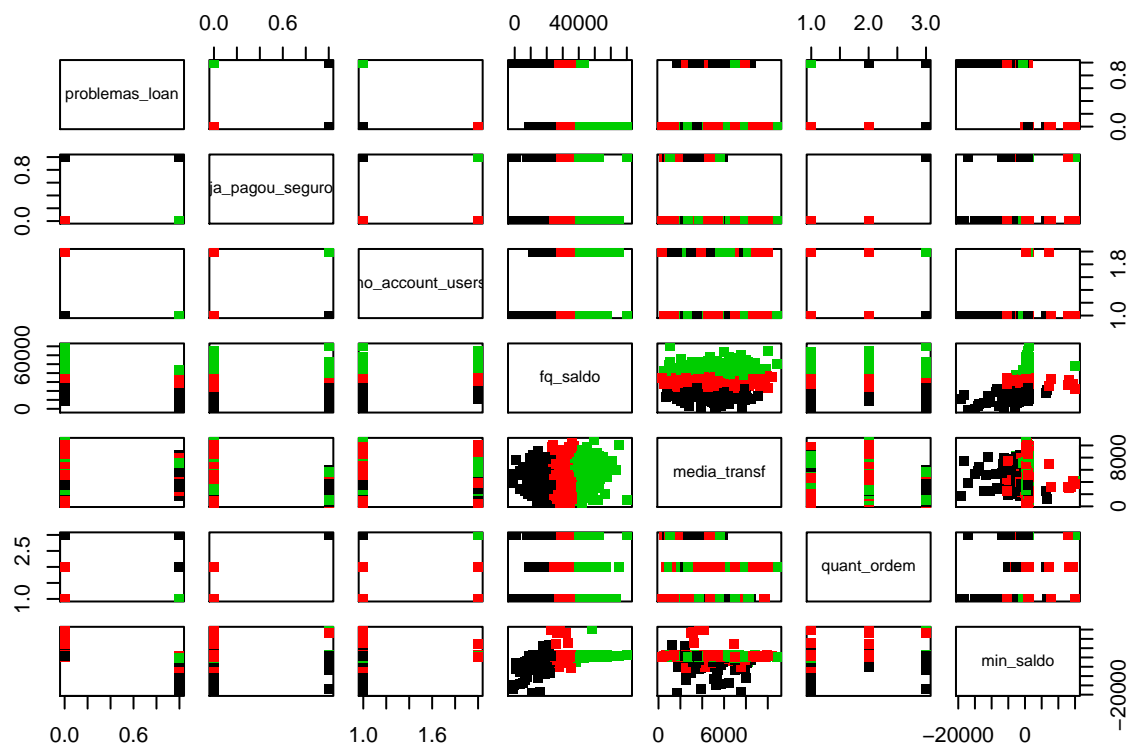 0.0 0.6 0 40000 1.0 2.0 3.0
problemas_loan
0.0 0.8
0.0 0.8
ja_pagou_seguro
no_account_users
1.0 1.8
0 60000
fq_saldo
media_transf
0 8000
1.0 2.5
quant_ordem
min_saldo
−20000
0.0 0.6 1.0 1.6 0 6000 −20000 0